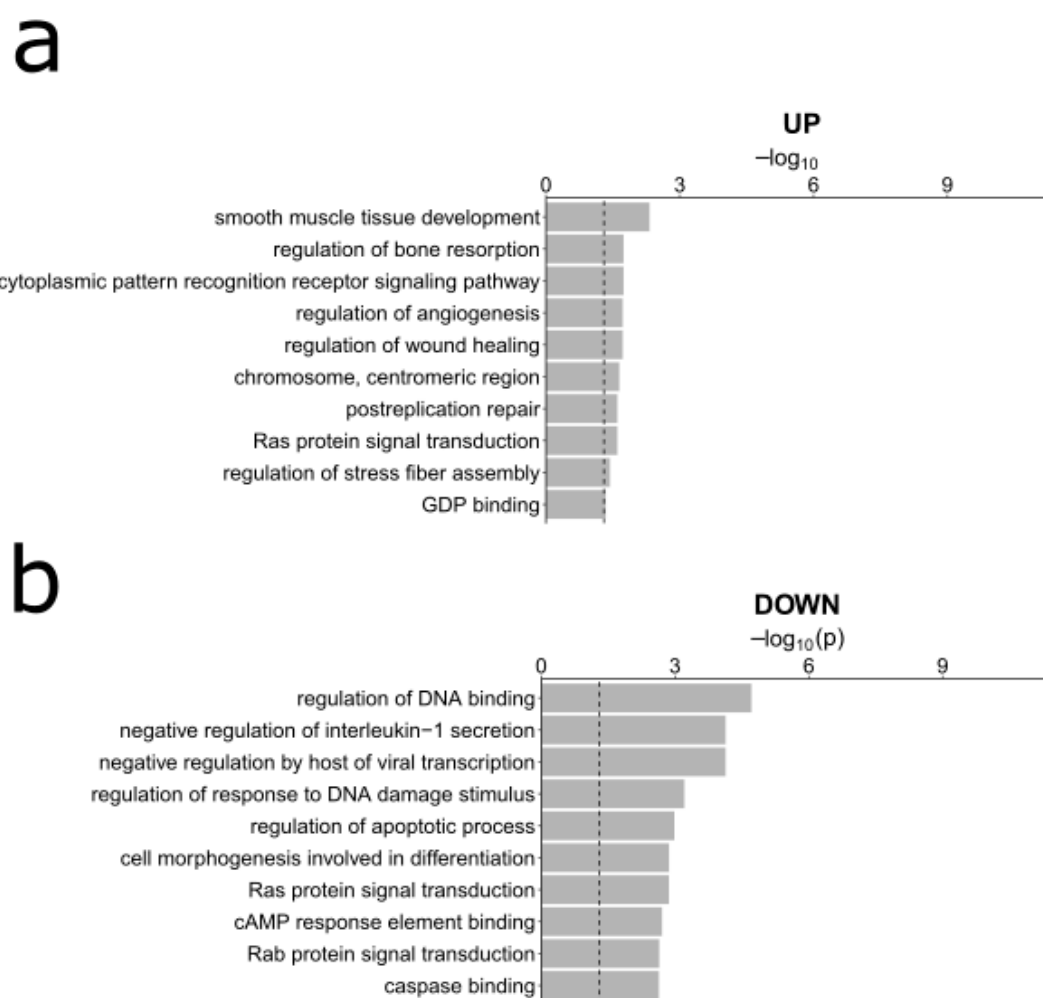 a
UP
−log10
0 3 6 9
smooth muscle tissue development
regulation of bone resorption
cytoplasmic pattern recognition receptor signaling pathway
regulation of angiogenesis
regulation of wound healing
chromosome, centromeric region
postreplication repair
Ras protein signal transduction
regulation of stress fiber assembly
GDP binding
b
DOWN
−log10(p)
0 3 6 9
regulation of DNA binding
negative regulation of interleukin−1 secretion
negative regulation by host of viral transcription
regulation of response to DNA damage stimulus
regulation of apoptotic process
cell morphogenesis involved in differentiation
Ras protein signal transduction
cAMP response element binding
Rab protein signal transduction
caspase binding